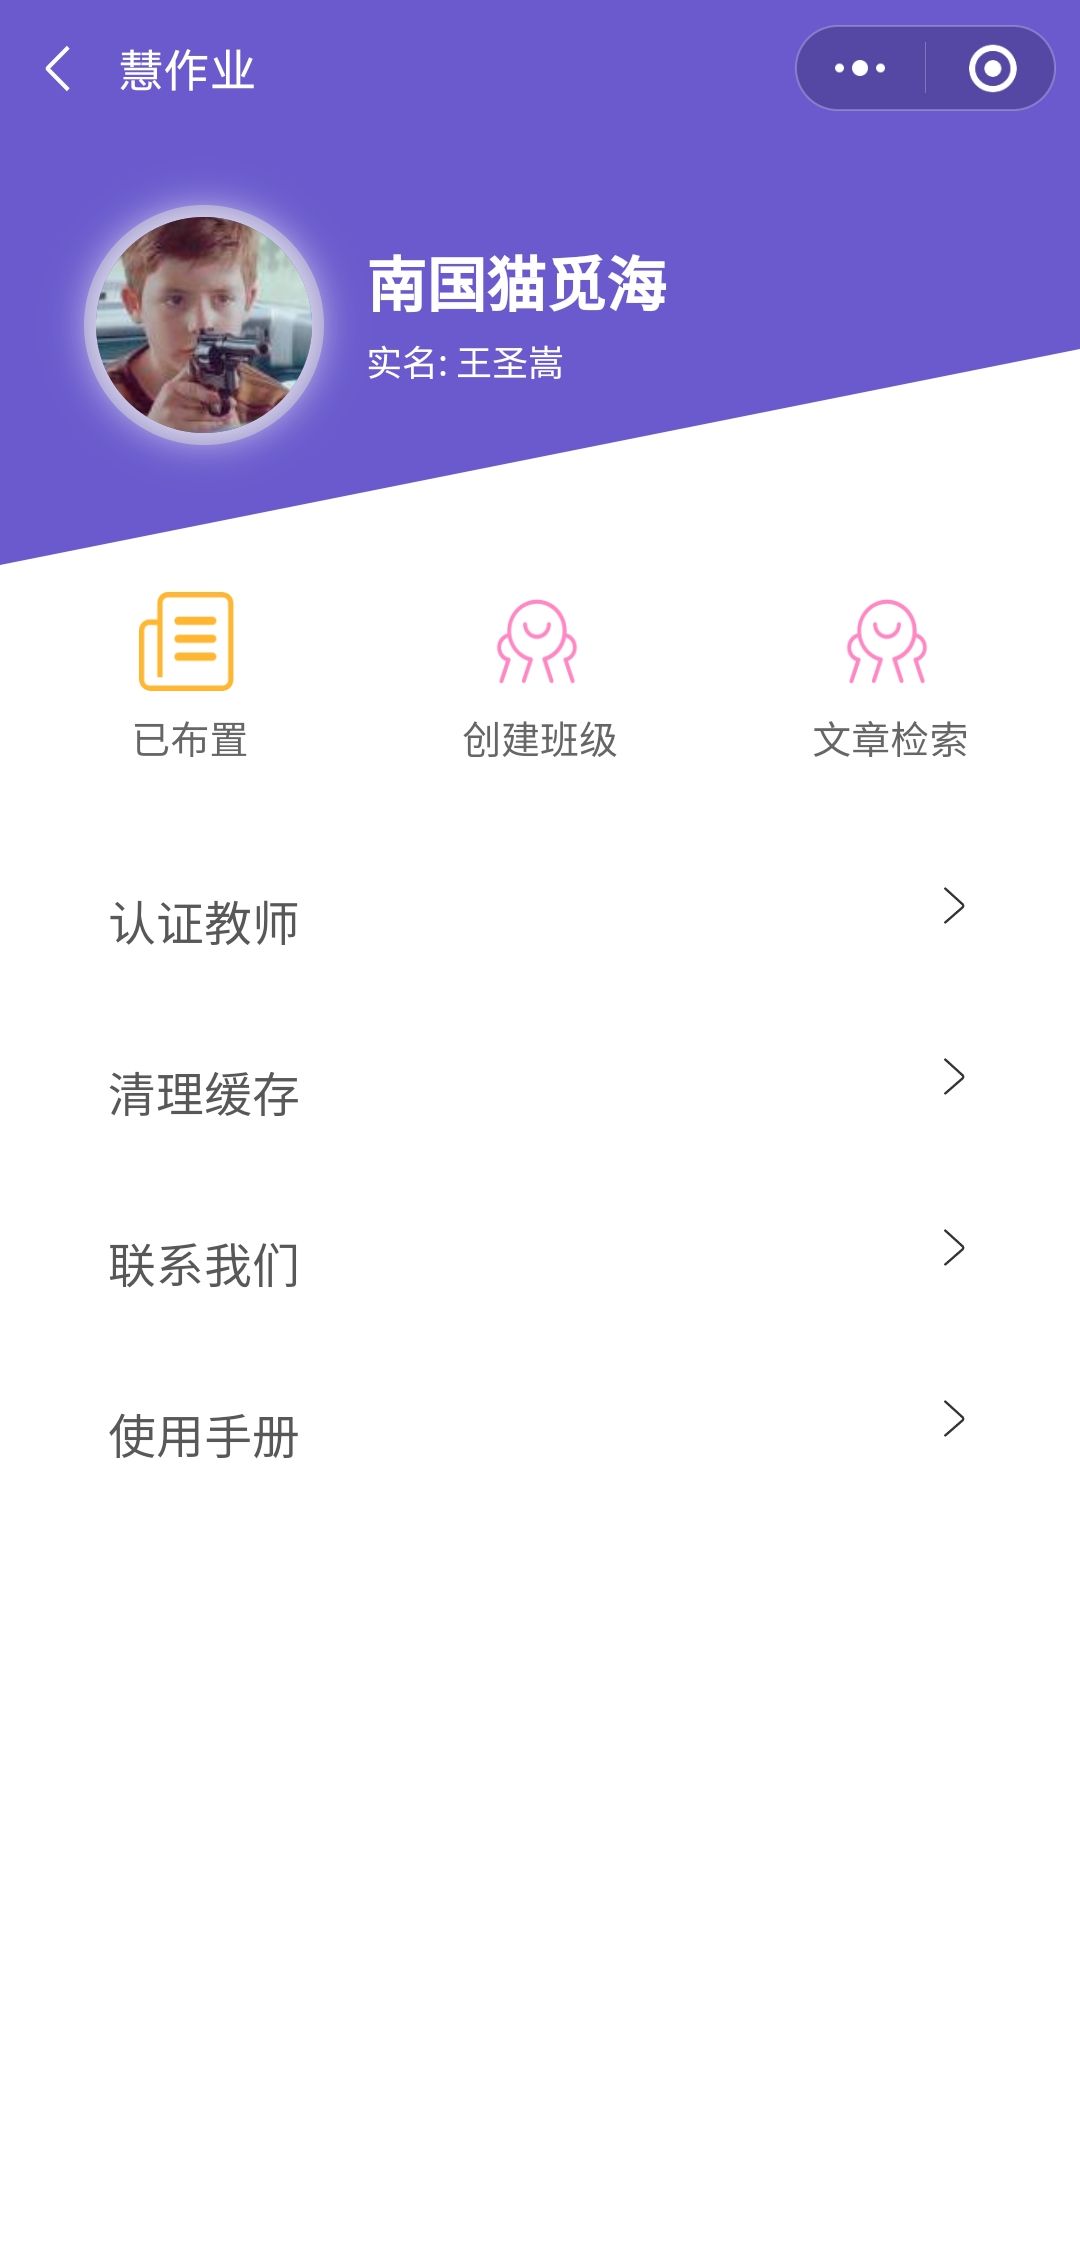 慧作业
南国猫觅海
实名: 王圣嵩
已布置
创建班级
文章检索
认证教师
清理缓存
联系我们
使用手册